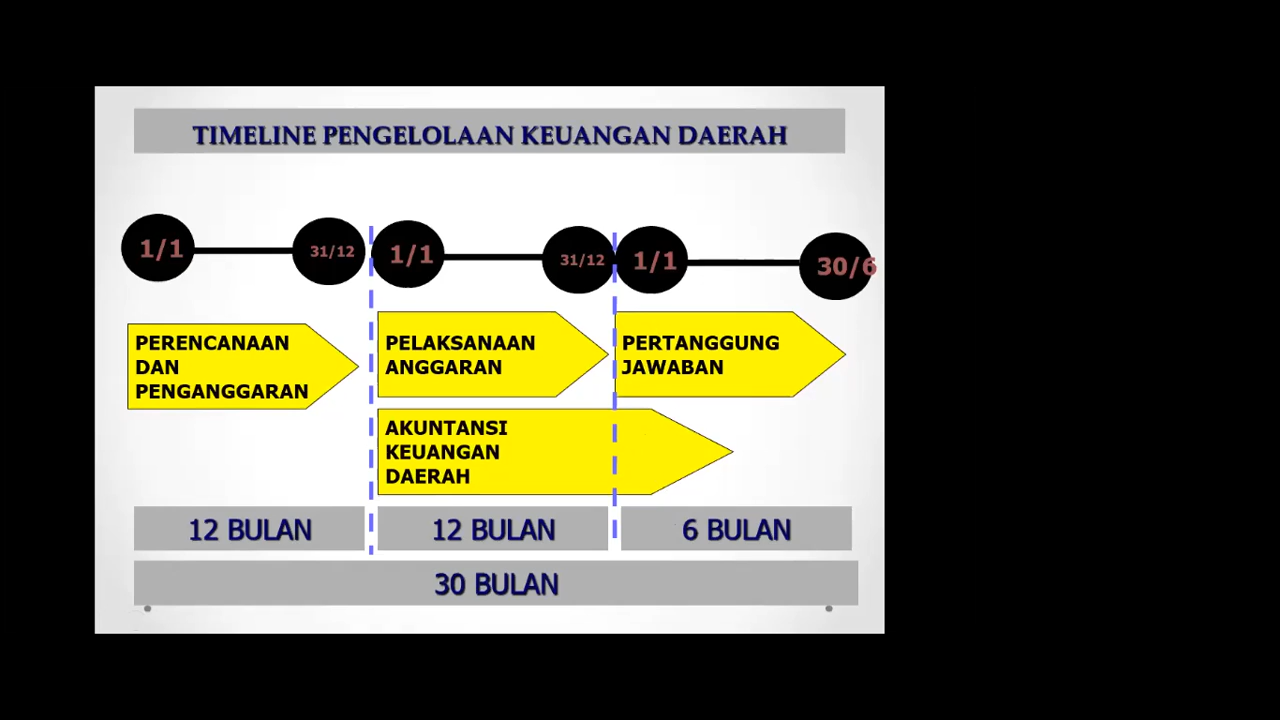 TIMELINE PENGELOLAAN KEUANGAN DAERAH
1/1
31/12
1/1
31/12
1/1
30/6
PERENCANAAN
DAN
PENGANGGARAN
PELAKSANAAN
ANGGARAN
PERTANGGUNG
JAWABAN
AKUNTANSI
KEUANGAN
DAERAH
12 BULAN
12 BULAN
6 BULAN
30 BULAN